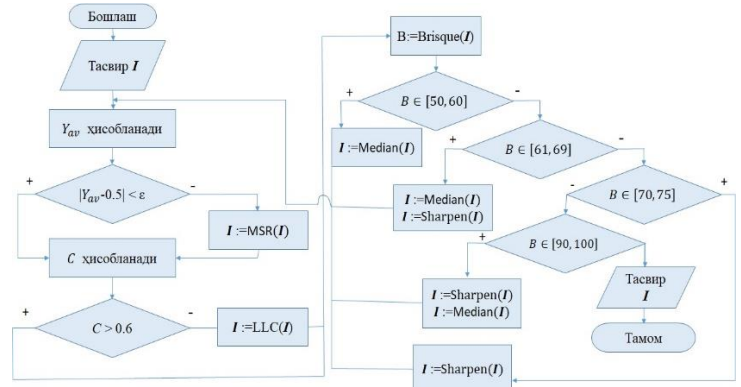 Бошлаш
Тасвир I
Y_av ҳисобланади
+
|Y_av-0.5| < ε
-
I :=MSR(I)
C ҳисобланади
+
C > 0.6
-
I :=LLC(I)
B:=Brisque(I)
+
B ∈ [50, 60]
-
I :=Median(I)
+
B ∈ [61, 69]
-
I :=Median(I)
I :=Sharpen(I)
-
B ∈ [70, 75]
+
+
B ∈ [90, 100]
I :=Sharpen(I)
I :=Median(I)
Тасвир
I
Тамом
I :=Sharpen(I)